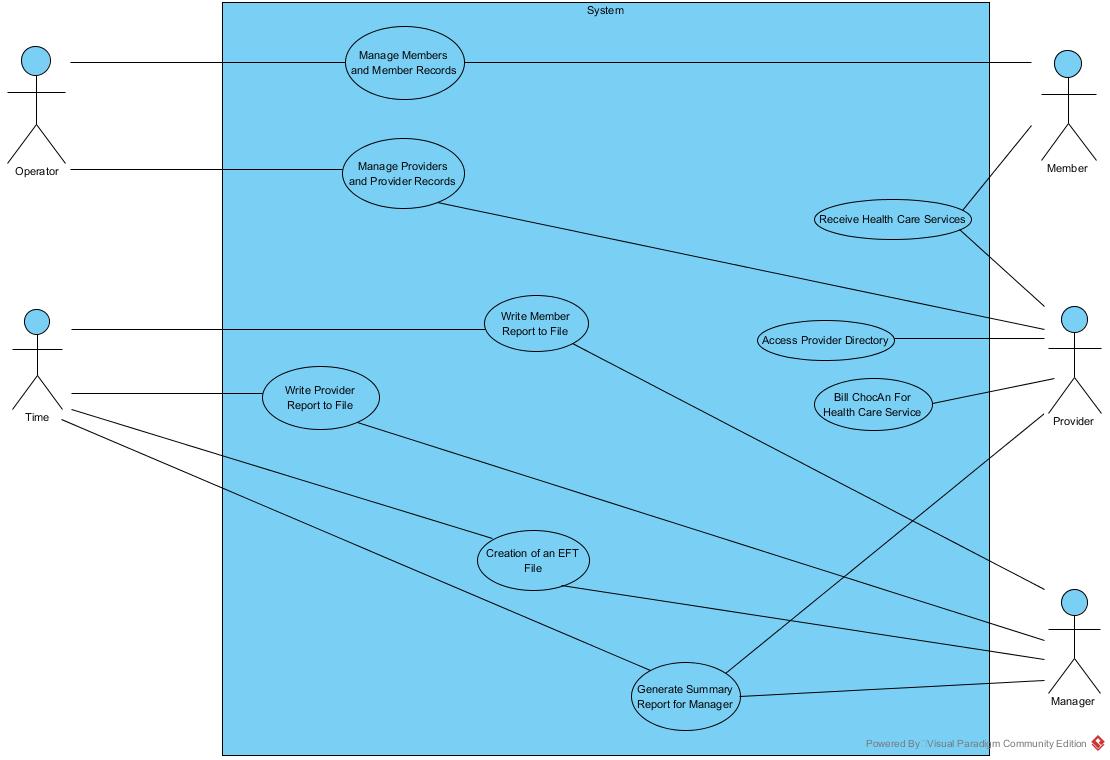 System
Manage Members
and Member Records
Operator
Member
Manage Providers
and Provider Records
Receive Health Care Services
Write Member
Report to File
Access Provider Directory
Time
Write Provider
Report to File
Bill ChocAn For
Health Care Service
Provider
Creation of an EFT
File
Generate Summary
Report for Manager
Manager
Powered By Visual Paradigm Community Edition